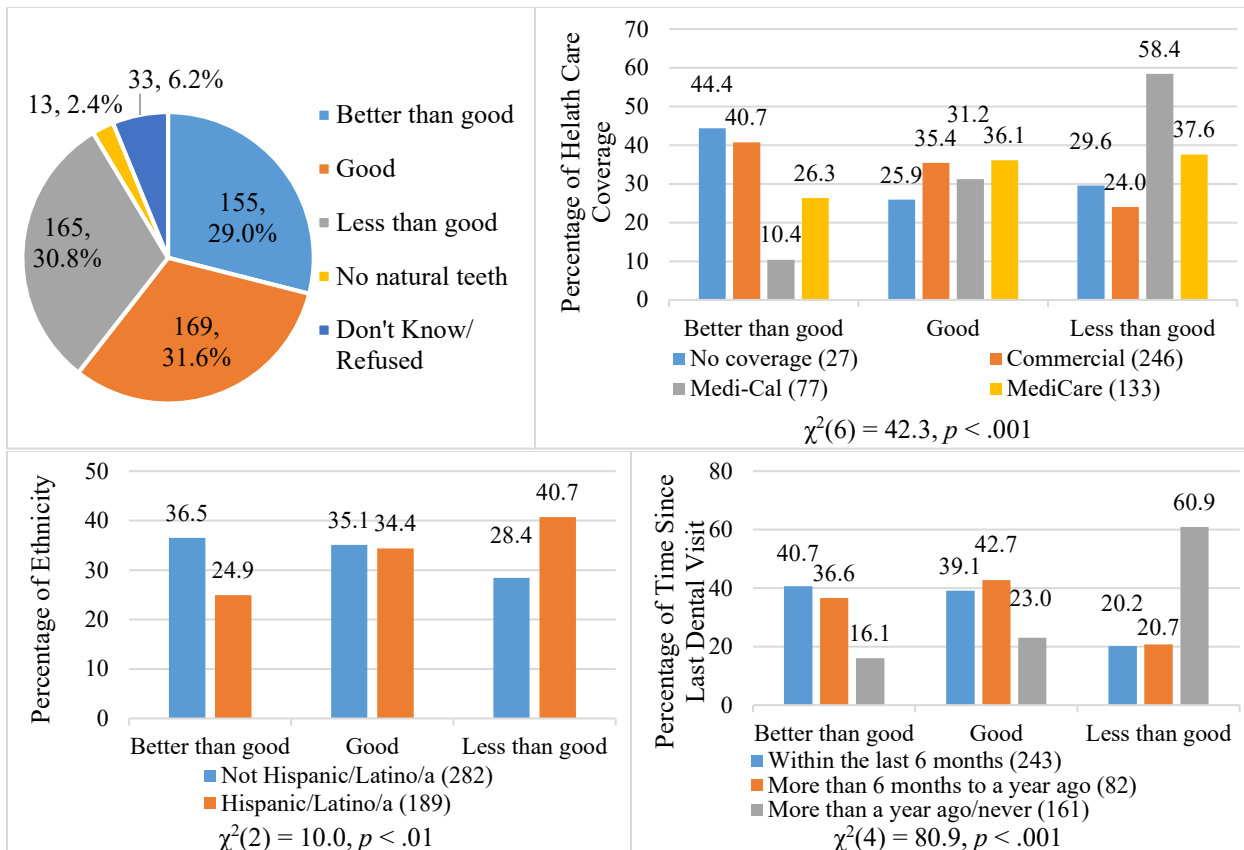 13, 2.4%
33, 6.2%
155,
29.0%
169,
31.6%
165,
30.8%
Better than good
Good
Less than good
No natural teeth
Don't Know/
Refused
Percentage of Helath Care
Coverage
70
60
50
40
30
20
10
0
44.4
40.7
10.4
26.3
25.9
35.4
31.2
36.1
29.6
24.0
58.4
37.6
Better than good Good Less than good
No coverage (27) Commercial (246)
Medi-Cal (77) MediCare (133)
χ²(6) = 42.3, p < .001
Percentage of Ethnicity
50
40
30
20
10
0
36.5
24.9
35.1
34.4
28.4
40.7
Better than good Good Less than good
Not Hispanic/Latino/a (282)
Hispanic/Latino/a (189)
χ²(2) = 10.0, p < .01
Percentage of Time Since
Last Dental Visit
80
60
40
20
0
40.7
36.6
16.1
39.1
42.7
23.0
20.2
20.7
60.9
Better than good Good Less than good
Within the last 6 months (243)
More than 6 months to a year ago (82)
More than a year ago/never (161)
χ²(4) = 80.9, p < .001